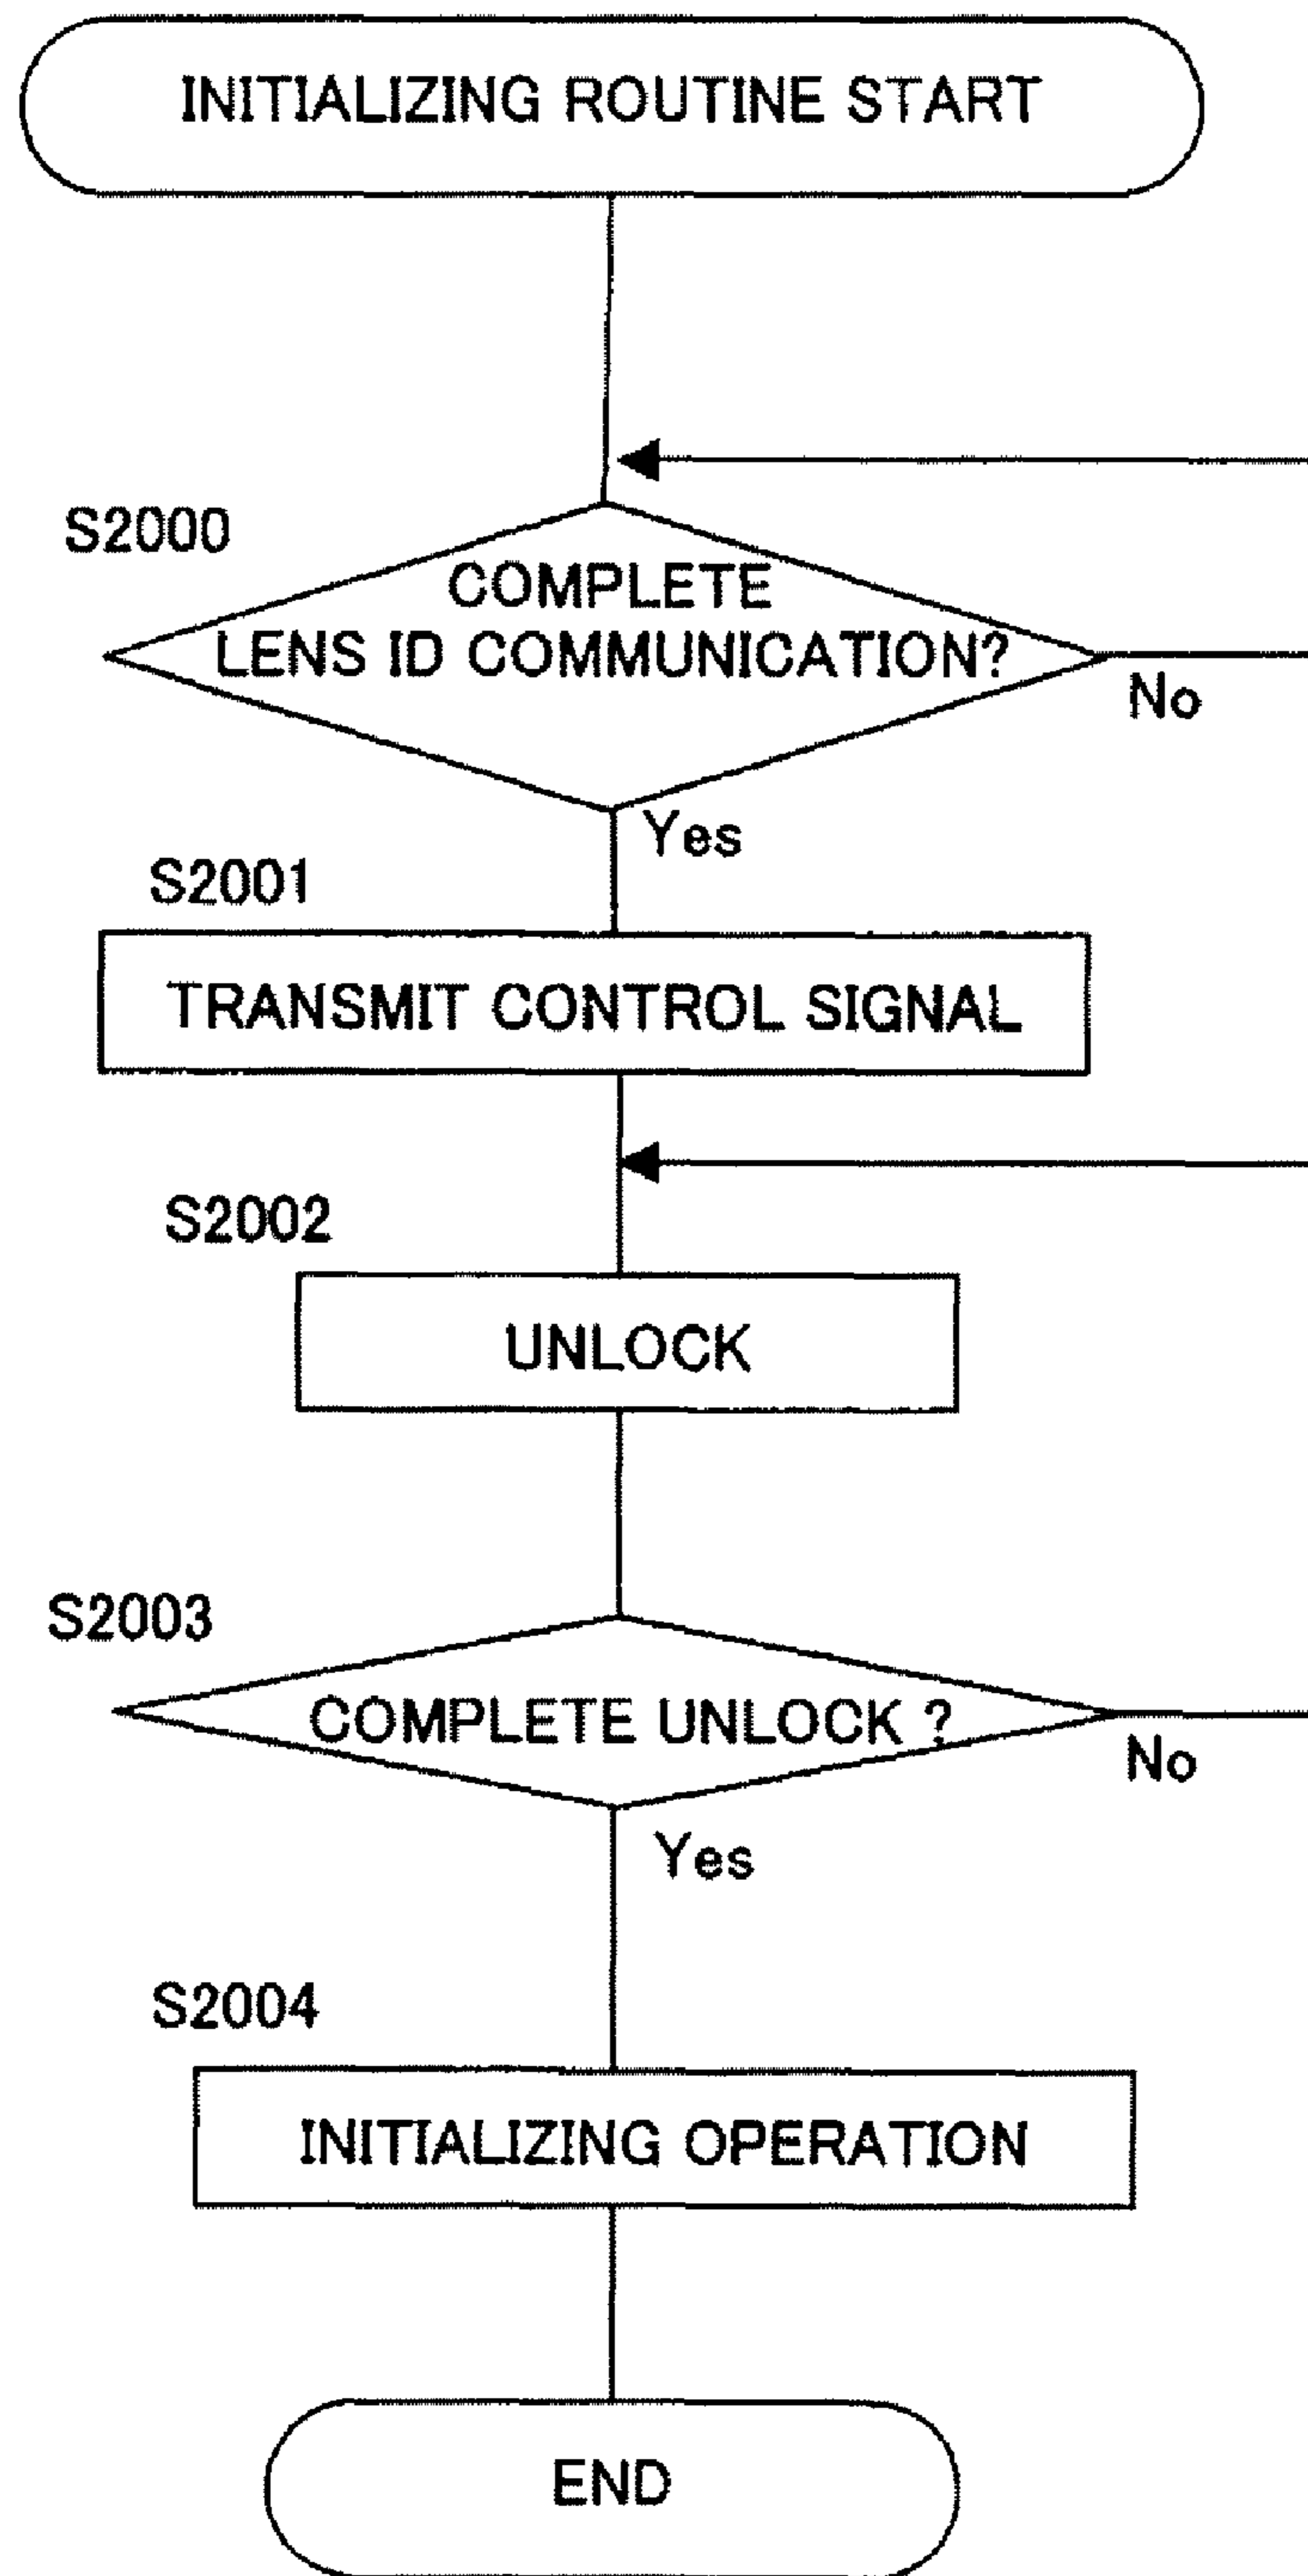 INITIALIZING ROUTINE START
S2000
COMPLETE
LENS ID COMMUNICATION?
No
Yes
S2001
TRANSMIT CONTROL SIGNAL
S2002
UNLOCK
S2003
COMPLETE UNLOCK ?
No
Yes
S2004
INITIALIZING OPERATION
END